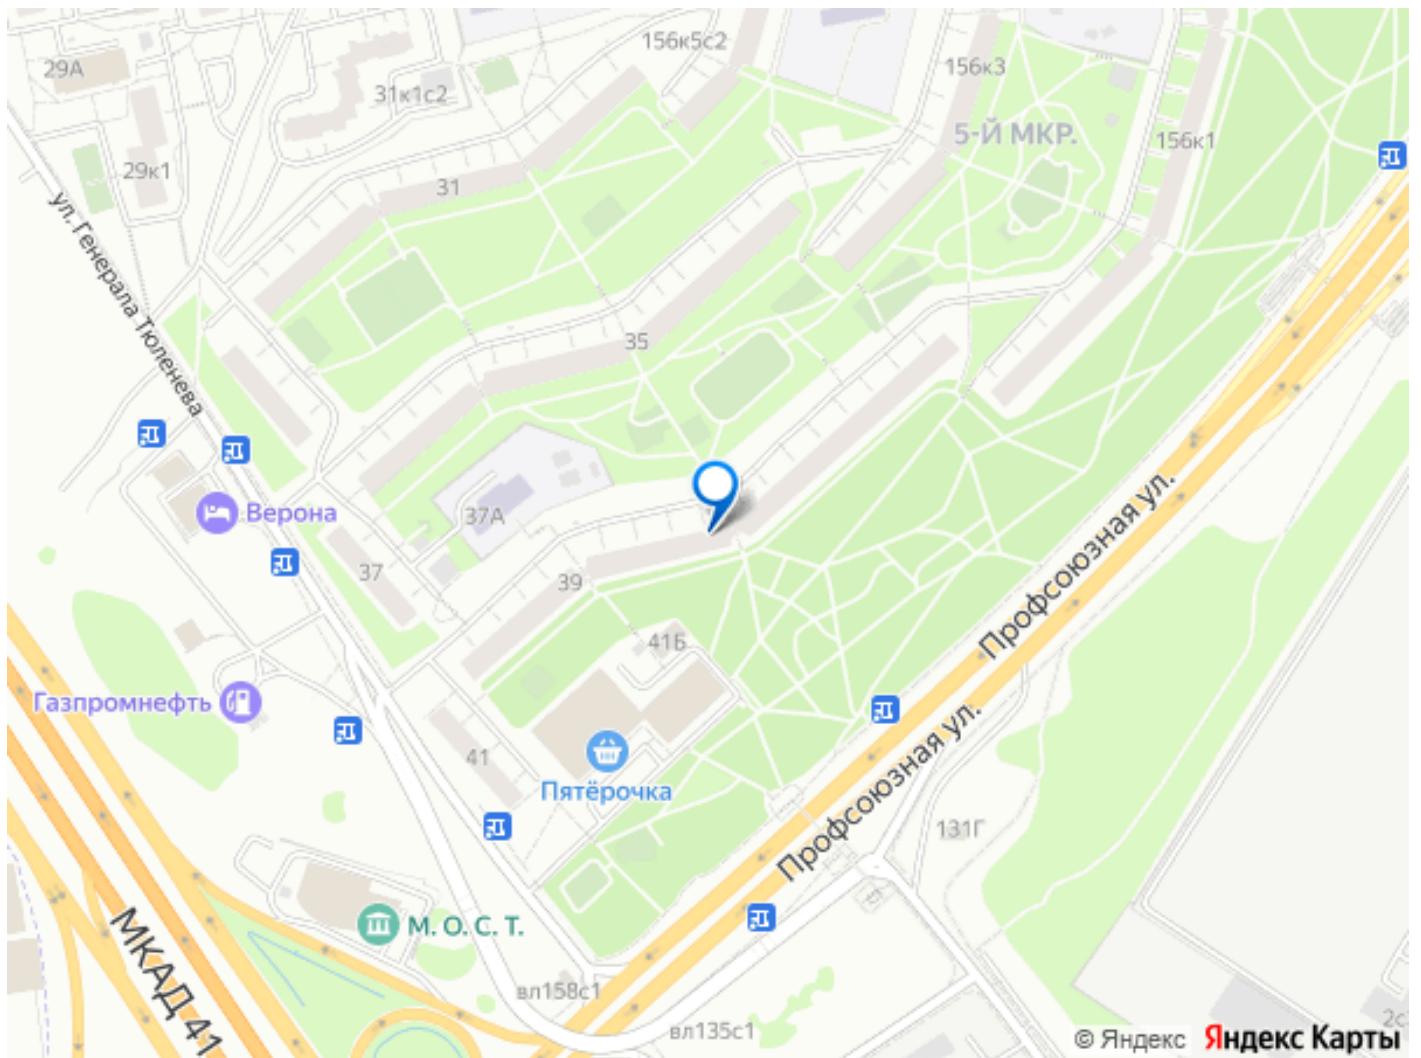 156к5с2
29А
156к3
31к1с2
5-Й МКР.
156к1
29к1
31
ул. Генерала Тюленева
35
Верона
37А
37
39
Профсоюзная ул.
41Б
Газпромнефть
Профсоюзная ул.
41
Пятёрочка
131Г
М. О. С. Т.
МКАД 41
вл158с1
вл135с1
2с
© Яндекс Яндекс Карты